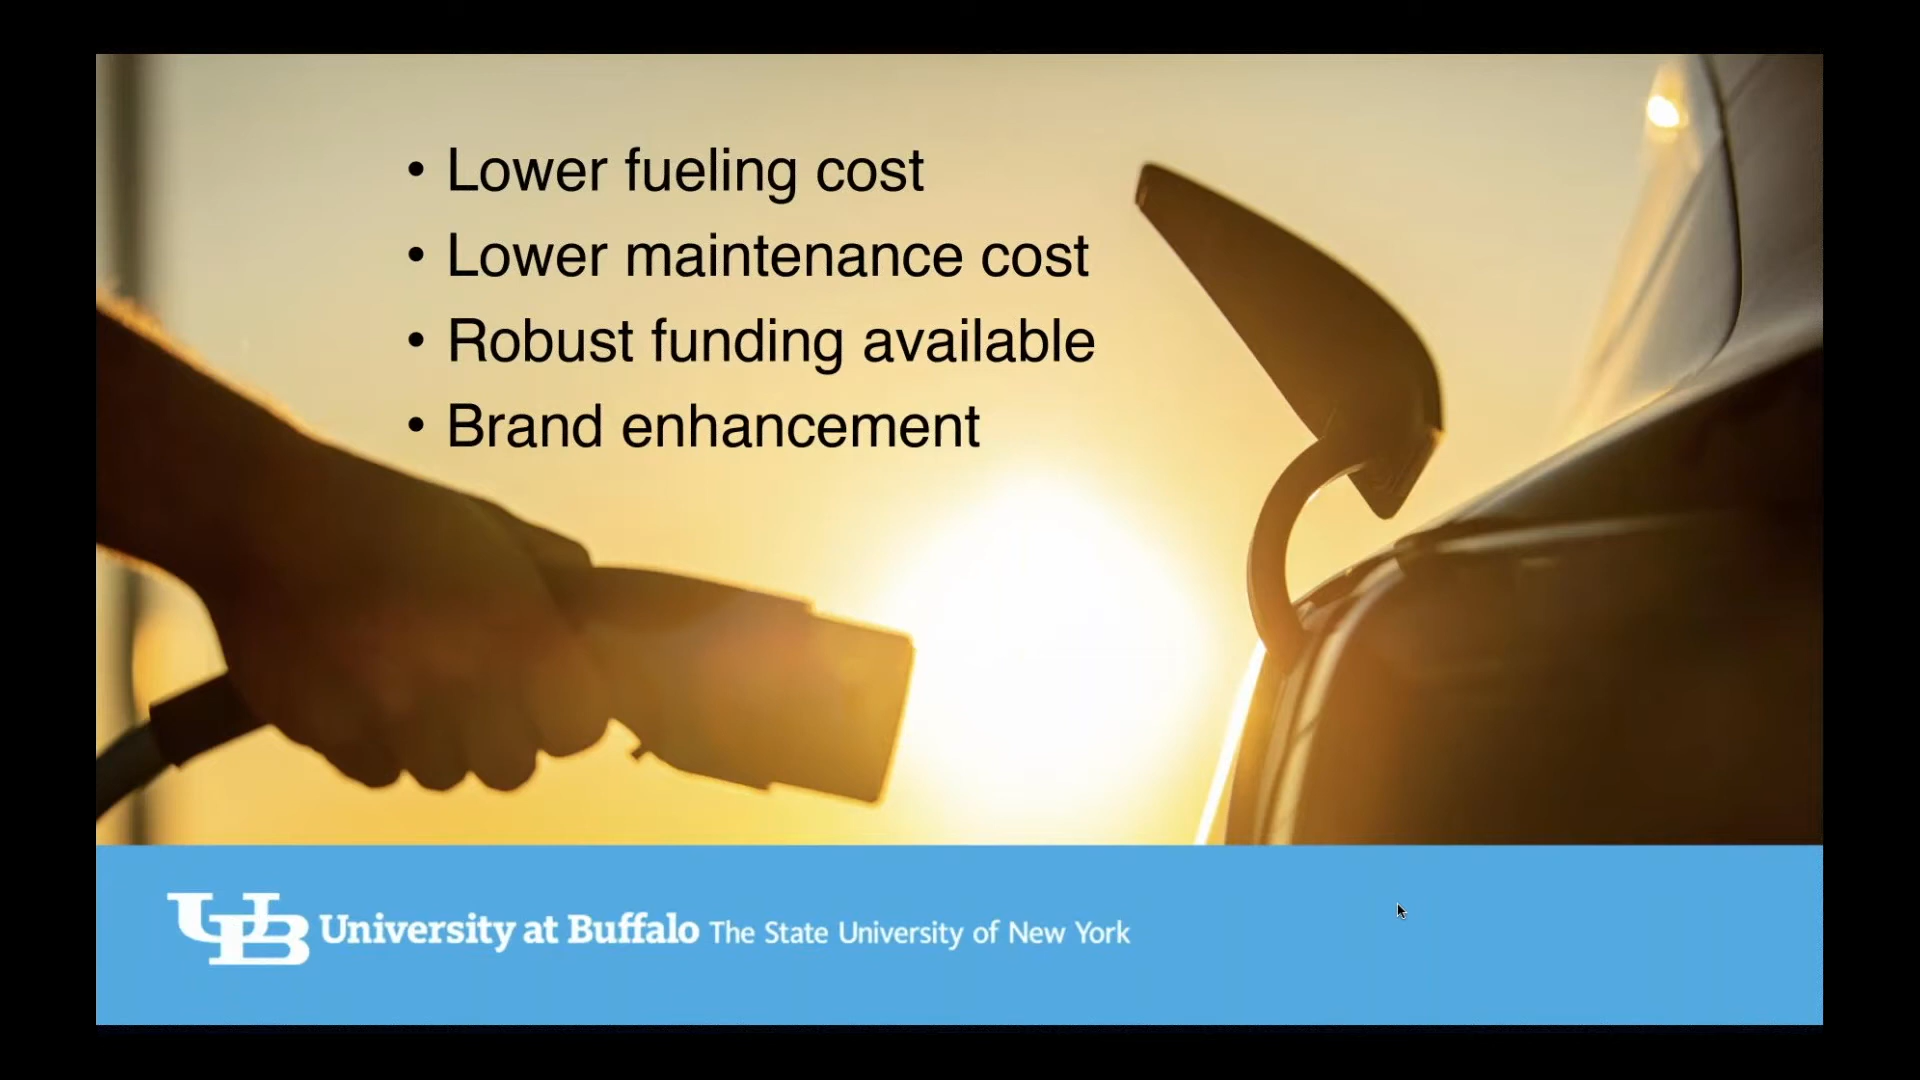 • Lower fueling cost
• Lower maintenance cost
• Robust funding available
• Brand enhancement
UB University at Buffalo The State University of New York